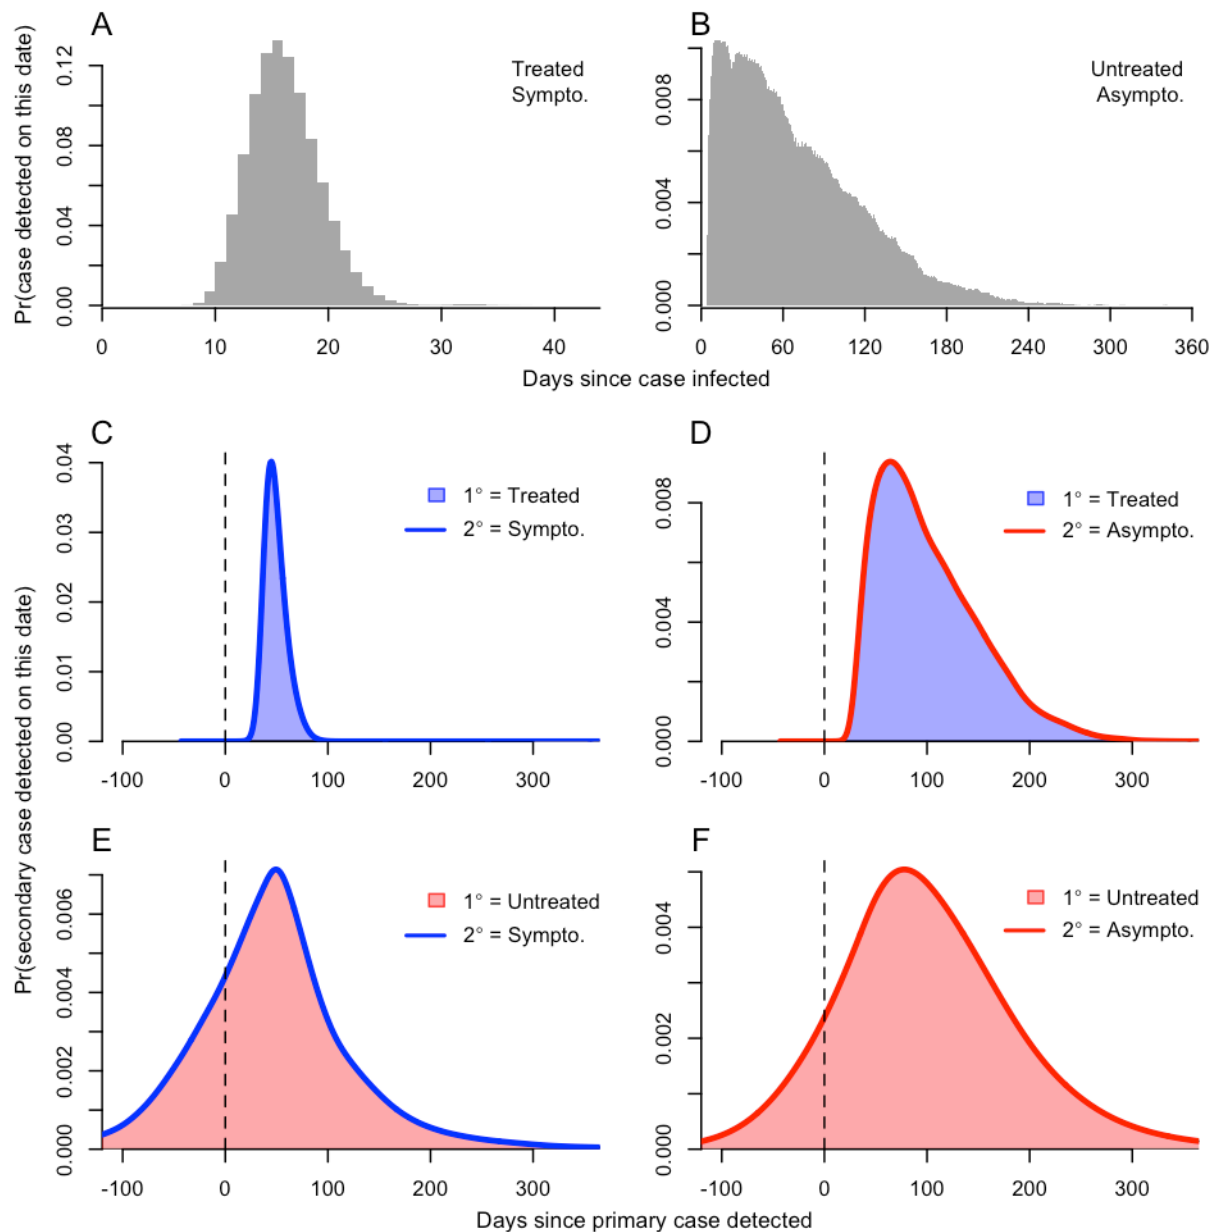 A
B
Pr(case detected on this date)
0.00 0.04 0.08 0.12
Treated
Sympto.
0.000 0.004 0.008
Untreated
Asympto.
0 10 20 30 40
0 60 120 180 240 300 360
Days since case infected
C
D
Pr(secondary case detected on this date)
0.00 0.01 0.02 0.03 0.04
1° = Treated
2° = Sympto.
0.000 0.004 0.008
1° = Treated
2° = Asympto.
-100 0 100 200 300
-100 0 100 200 300
E
F
0.000 0.002 0.004 0.006
1° = Untreated
2° = Sympto.
0.000 0.002 0.004
1° = Untreated
2° = Asympto.
-100 0 100 200 300
-100 0 100 200 300
Days since primary case detected